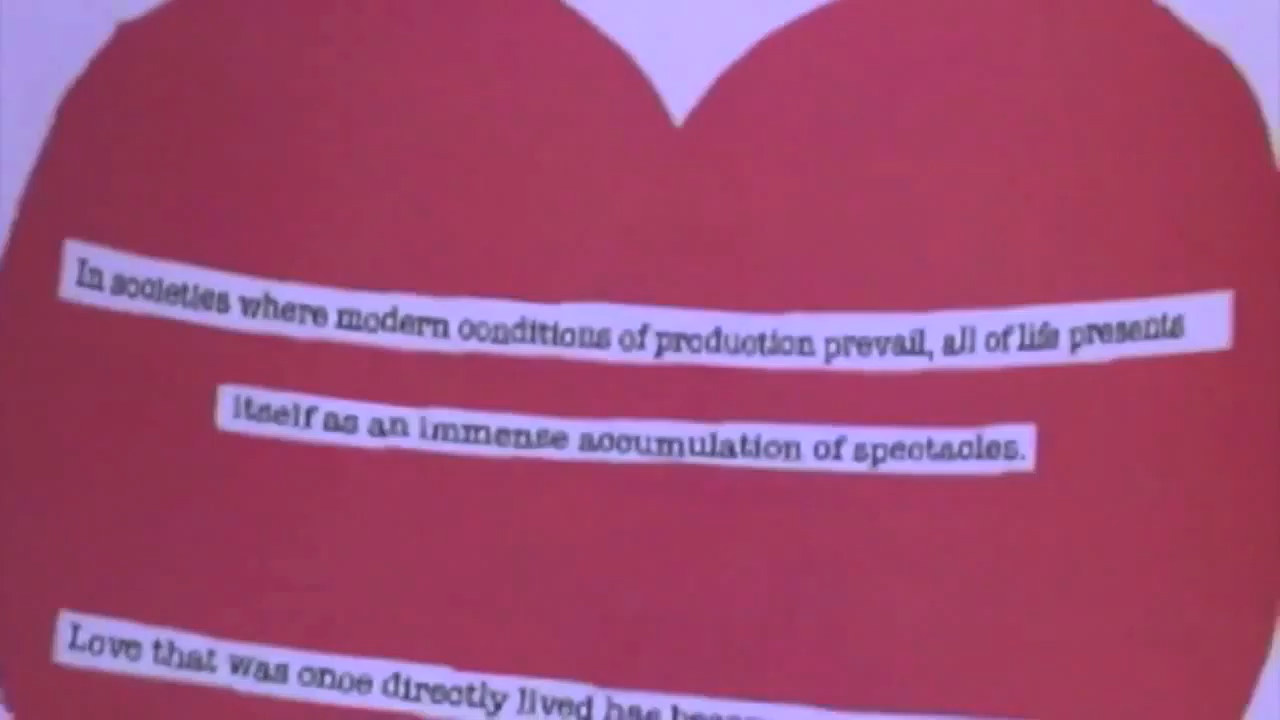 In societies where modern conditions of production prevail, all of life presents
itself as an immense accumulation of spectacles.
Love that was once directly lived has